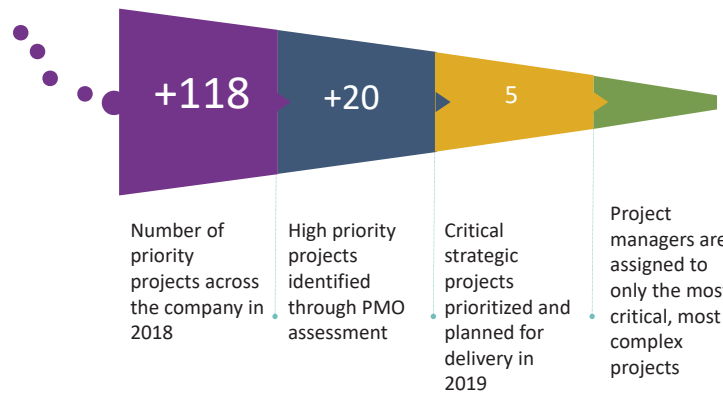 +118
+20
5
Number of
priority
projects across
the company in
2018
High priority
projects
identified
through PMO
assessment
Critical
strategic
projects
prioritized and
planned for
delivery in
2019
Project
managers are
assigned to
only the most
critical, most
complex
projects